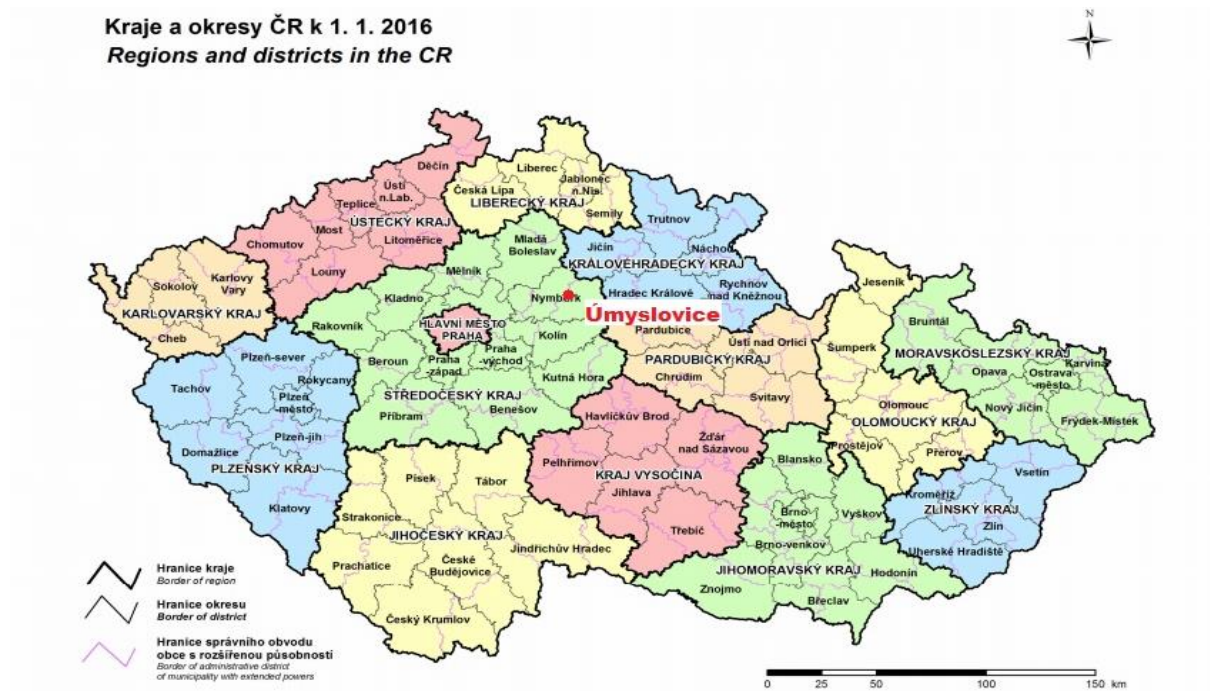 Kraje a okresy ČR k 1. 1. 2016
Regions and districts in the CR
N
Děčín
Ústí
n.Lab.
Teplice
Most
ÚSTECKÝ KRAJ
Chomutov
Litoměřice
Louny
Liberec
Česká Lípa
Jablonec
n.Nis.
LIBERECKÝ KRAJ
Semily
Trutnov
Jičín
Náchod
KRÁLOVÉHRADECKÝ KRAJ
Hradec Králové
Rychnov
nad Kněžnou
Sokolov
Karlovy
Vary
KARLOVARSKÝ KRAJ
Cheb
Mladá
Boleslav
Mělník
Kladno
Nymburk
Úmyslovice
Rakovník
HLAVNÍ MĚSTO
PRAHA
Kolín
Beroun
Praha
-západ
Praha
-východ
Kutná Hora
STŘEDOČESKÝ KRAJ
Příbram
Benešov
Plzeň-sever
Rokycany
Tachov
Plzeň
-město
Plzeň-jih
Domažlice
PLZEŇSKÝ KRAJ
Klatovy
Pardubice
Ústí nad Orlicí
PARDUBICKÝ KRAJ
Chrudim
Svitavy
Jeseník
Šumperk
Olomouc
OLOMOUCKÝ KRAJ
Prostějov
Přerov
Bruntál
MORAVSKOSLEZSKÝ KRAJ
Opava
Ostrava-
město
Karviná
Nový Jičín
Frýdek-Místek
Havlíčkův Brod
Žďár
nad Sázavou
Pelhřimov
KRAJ VYSOČINA
Jihlava
Třebíč
Písek
Tábor
Strakonice
JIHOČESKÝ KRAJ
Jindřichův Hradec
Prachatice
České
Budějovice
Český Krumlov
Blansko
Brno-
město
Vyškov
Brno-venkov
JIHOMORAVSKÝ KRAJ
Hodonín
Znojmo
Břeclav
Vsetín
Kroměříž
ZLÍNSKÝ KRAJ
Zlín
Uherské Hradiště
Hranice kraje
Border of region
Hranice okresu
Border of district
Hranice správního obvodu
obce s rozšířenou působností
Border of administrative district
of municipality with extended powers
0 25 50 100 150 km